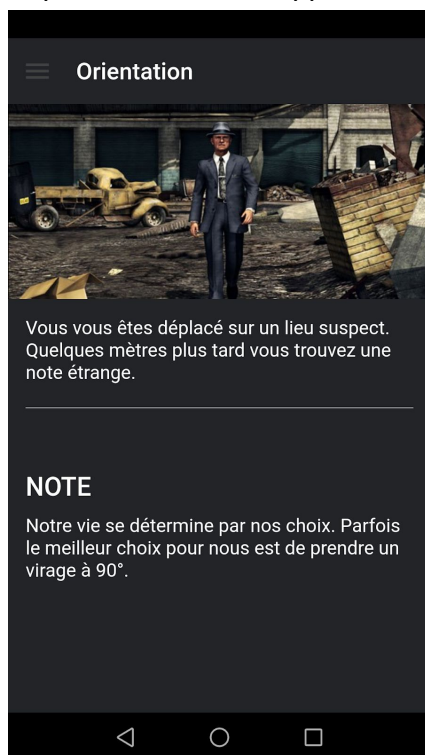 Orientation
Vous vous êtes déplacé sur un lieu suspect.
Quelques mètres plus tard vous trouvez une
note étrange.
NOTE
Notre vie se détermine par nos choix. Parfois
le meilleur choix pour nous est de prendre un
virage à 90°.